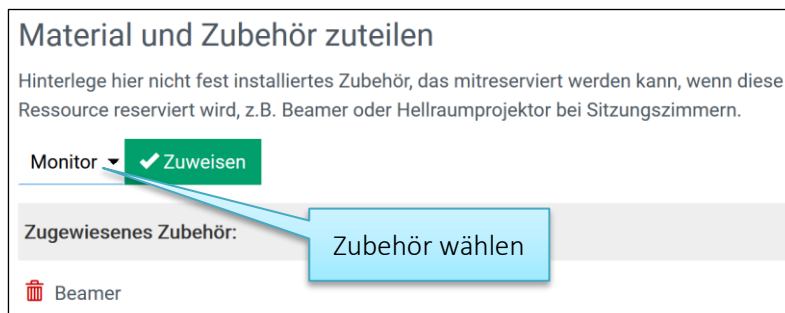 Material und Zubehör zuteilen
Hinterlege hier nicht fest installiertes Zubehör, das mitreserviert werden kann, wenn diese
Ressource reserviert wird, z.B. Beamer oder Hellraumprojektor bei Sitzungszimmern.
Monitor Zuweisen
Zugewiesenes Zubehör:
Zubehör wählen
Beamer